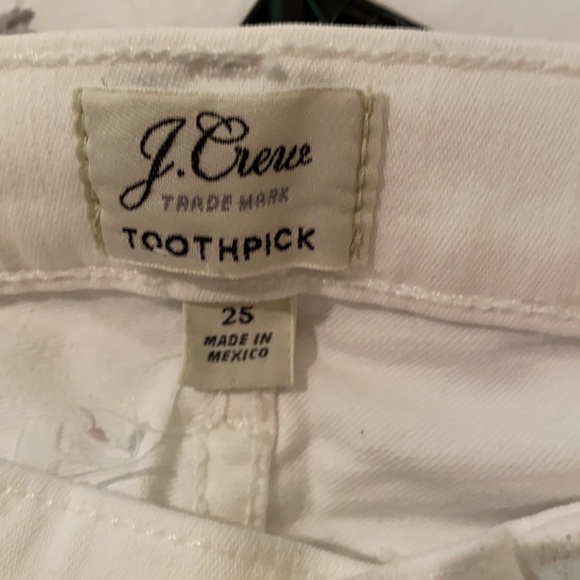 J.Crew
TRADE MARK
TOOTHPICK
25
MADE IN
MEXICO